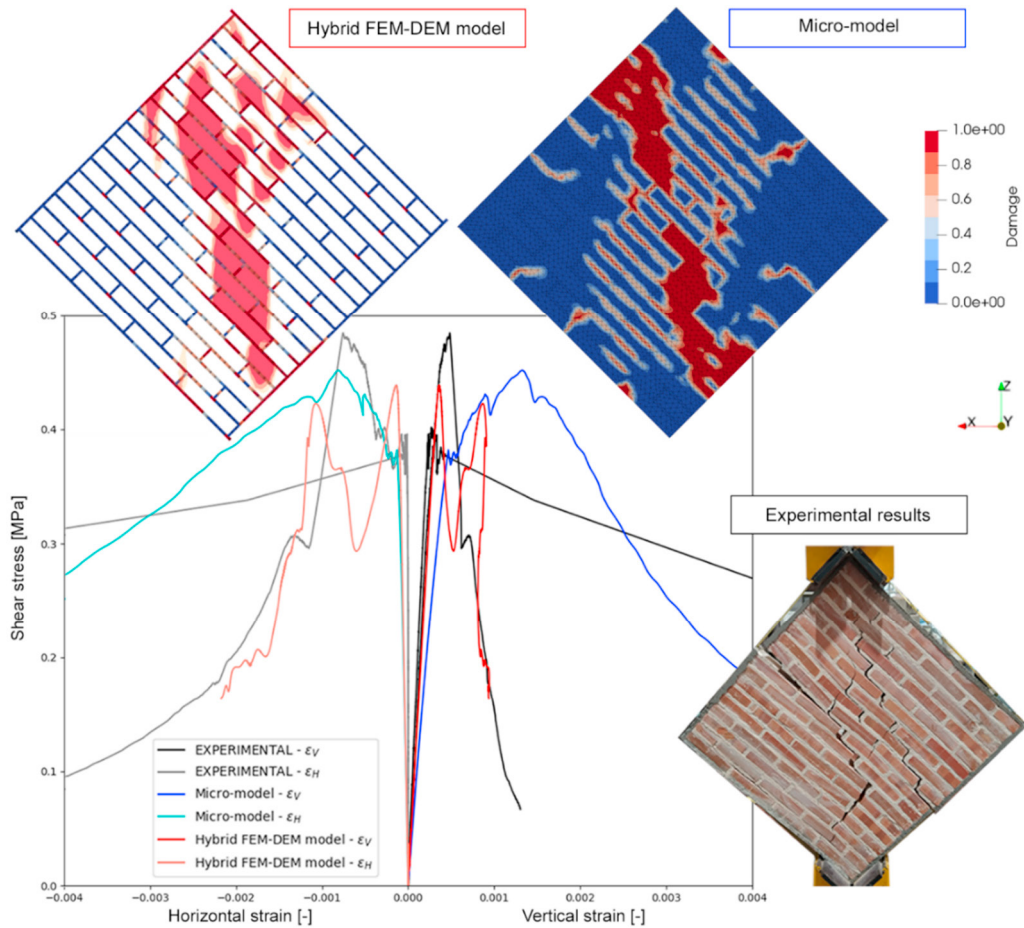 Hybrid FEM-DEM model
Micro-model
1.0e+00
0.8
0.6
0.4
0.2
0.0e+00
Damage
Z
X
Y
0.5
0.4
0.3
0.2
0.1
0.0
Shear stress [MPa]
Experimental results
EXPERIMENTAL - εV
EXPERIMENTAL - εH
Micro-model - εV
Micro-model - εH
Hybrid FEM-DEM model - εV
Hybrid FEM-DEM model - εH
−0.004 −0.003 −0.002 −0.001 0.000 0.001 0.002 0.003 0.004
Horizontal strain [-] Vertical strain [-]